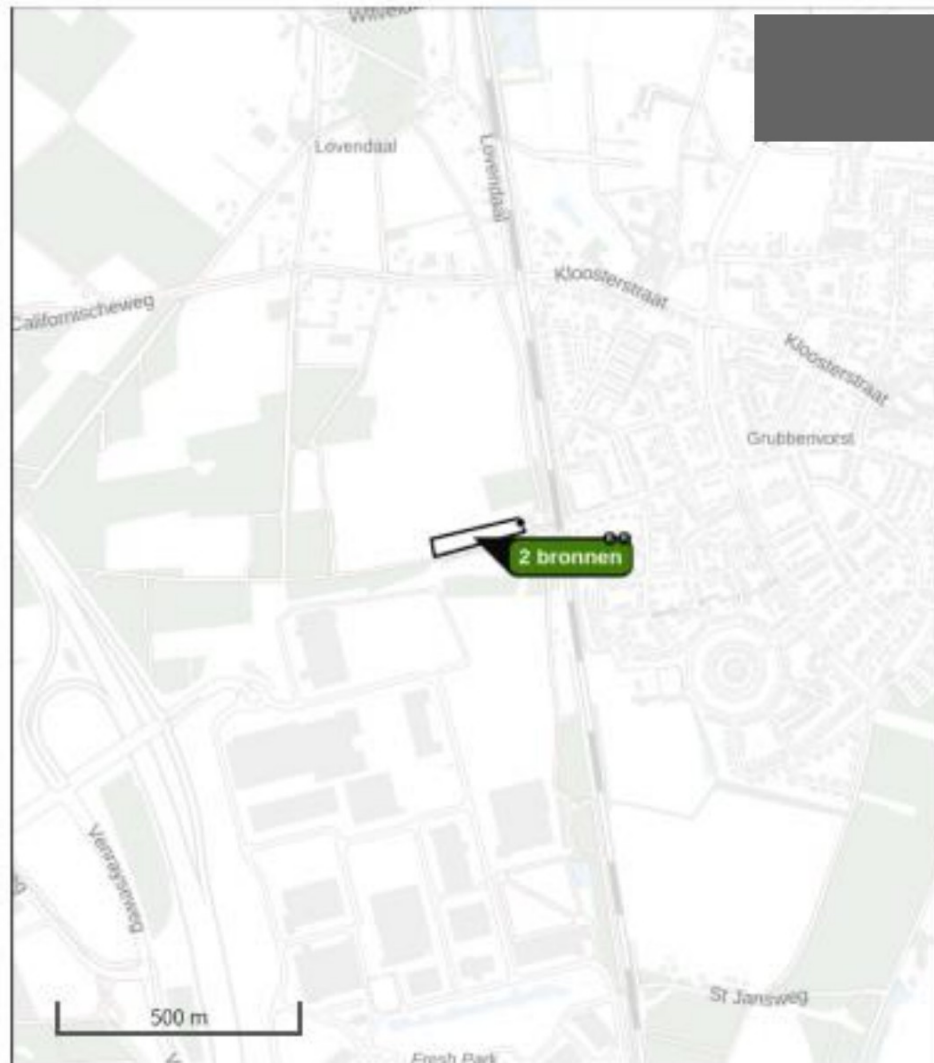 Lovendaal
Lovendaal
Kloosterstraat
Californischeweg
Kloosterstraat
Grubbenvorst
2 bronnen
Venrayseweg
St Jansweg
500 m
Fresh Park